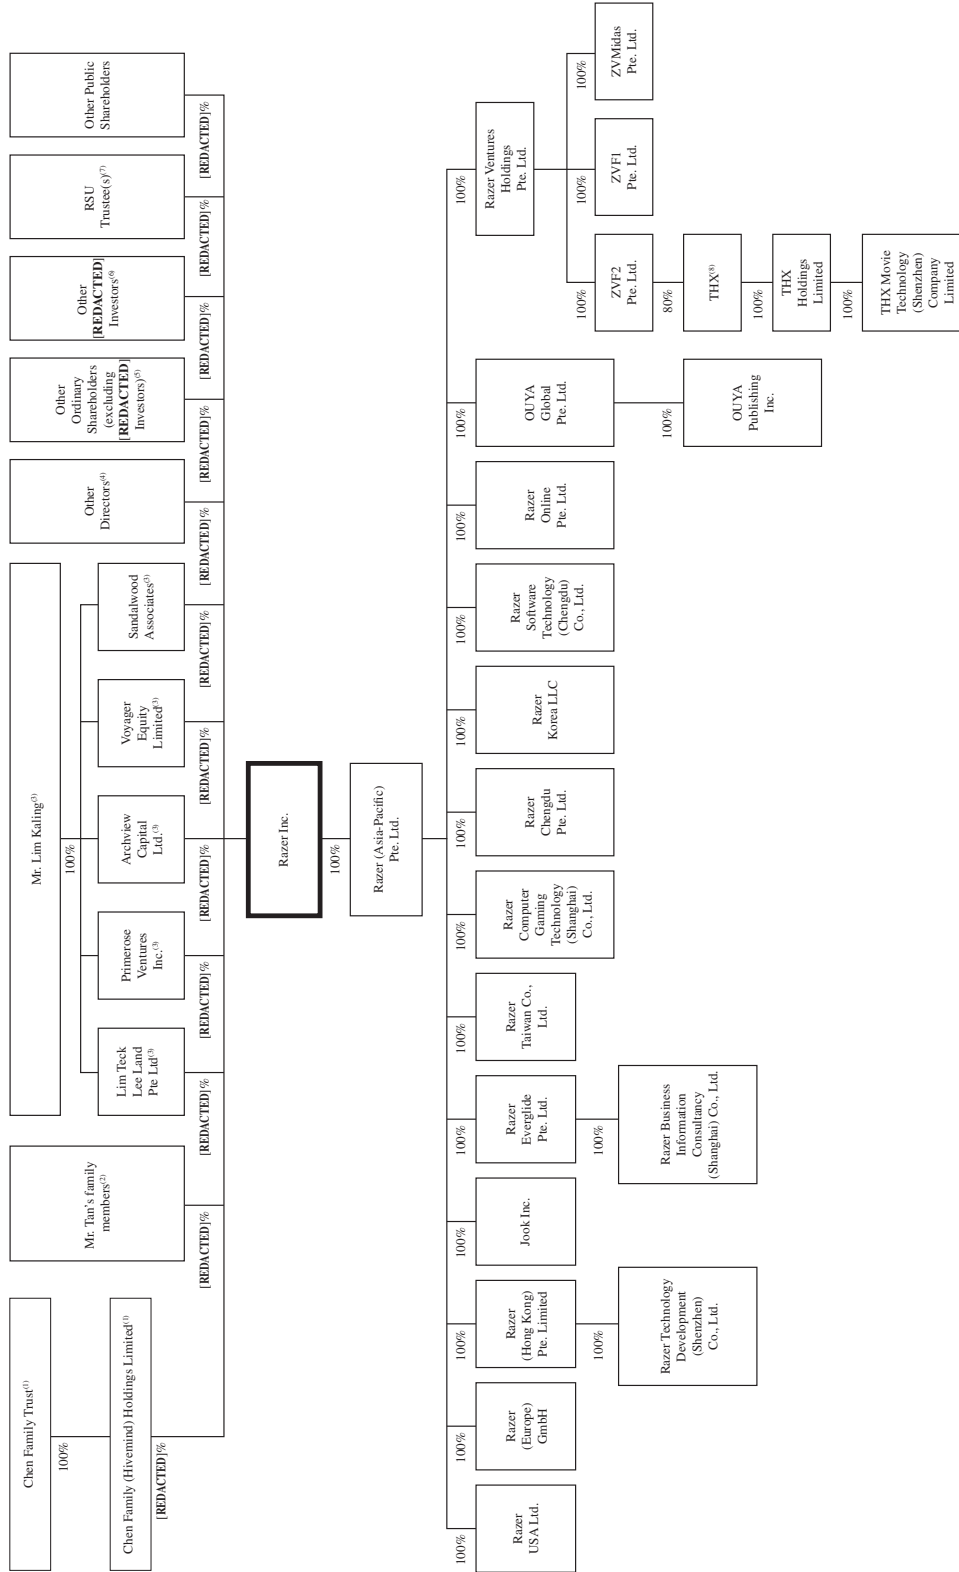 Chen Family Trust(1)
100%
Chen Family (Hivemind) Holdings Limited(1)
[REDACTED]%
Mr. Tan's family
members(2)
[REDACTED]%
Mr. Lim Kaling(3)
100%
Lim Teck
Lee Land
Pte Ltd(3)
[REDACTED]%
Primerose
Ventures
Inc.(3)
[REDACTED]%
Archview
Capital
Ltd.(3)
[REDACTED]%
Voyager
Equity
Limited(3)
[REDACTED]%
Sandalwood
Associates(3)
[REDACTED]%
Other
Directors(4)
[REDACTED]%
Other
Ordinary
Shareholders
(excluding
[REDACTED]
Investors)(5)
[REDACTED]%
Other
[REDACTED]
Investors(6)
[REDACTED]%
RSU
Trustee(s)(7)
[REDACTED]%
Other Public
Shareholders
[REDACTED]%
Razer Inc.
100%
Razer (Asia-Pacific)
Pte. Ltd.
100%
Razer
USA Ltd.
100%
Razer
(Europe)
GmbH
100%
Razer
(Hong Kong)
Pte. Limited
100%
Razer Technology
Development
(Shenzhen)
Co., Ltd.
100%
Jook Inc.
100%
Razer
Everglide
Pte. Ltd.
100%
Razer Business
Information
Consultancy
(Shanghai) Co., Ltd.
100%
Razer
Taiwan Co.,
Ltd.
100%
Razer
Computer
Gaming
Technology
(Shanghai)
Co., Ltd.
100%
Razer
Chengdu
Pte. Ltd.
100%
Razer
Korea LLC
100%
Razer
Software
Technology
(Chengdu)
Co., Ltd.
100%
Razer
Online
Pte. Ltd.
100%
OUYA
Global
Pte. Ltd.
100%
OUYA
Publishing
Inc.
100%
Razer Ventures
Holdings
Pte. Ltd.
100%
ZVF2
Pte. Ltd.
80%
THX(8)
100%
THX
Holdings
Limited
100%
THX Movie
Technology
(Shenzhen)
Company
Limited
100%
ZVF1
Pte. Ltd.
100%
ZVMidas
Pte. Ltd.